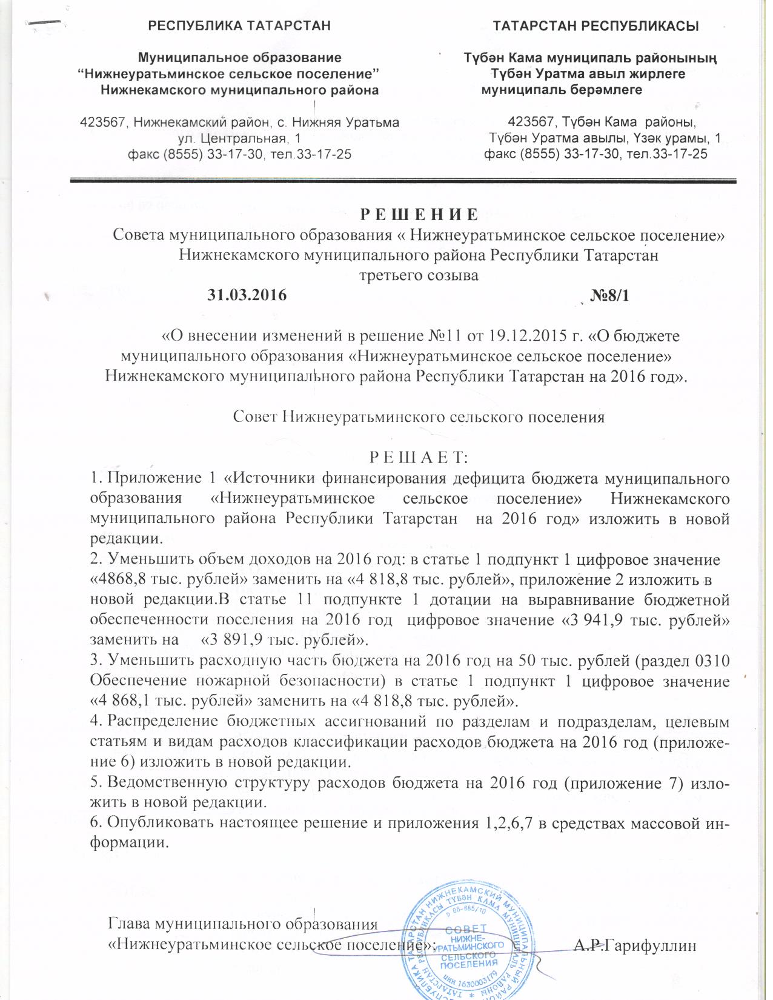 РЕСПУБЛИКА ТАТАРСТАН
Муниципальное образование
“Нижнеуратьминское сельское поселение”
Нижнекамского муниципального района
423567, Нижнекамский район, с. Нижняя Уратьма
ул. Центральная, 1
факс (8555) 33-17-30, тел.33-17-25
ТАТАРСТАН РЕСПУБЛИКАСЫ
Түбән Кама муниципаль районының
Түбән Уратма авыл жирлеге
муниципаль берәмлеге
423567, Түбән Кама районы,
Түбән Уратма авылы, Үзәк урамы, 1
факс (8555) 33-17-30, тел.33-17-25
Р Е Ш Е Н И Е
Совета муниципального образования « Нижнеуратьминское сельское поселение»
Нижнекамского муниципального района Республики Татарстан
третьего созыва
31.03.2016 №8/1
«О внесении изменений в решение №11 от 19.12.2015 г. «О бюджете
муниципального образования «Нижнеуратьминское сельское поселение»
Нижнекамского муниципального района Республики Татарстан на 2016 год».
Совет Нижнеуратьминского сельского поселения
Р Е Ш А Е Т:
1. Приложение 1 «Источники финансирования дефицита бюджета муниципального
образования «Нижнеуратьминское сельское поселение» Нижнекамского
муниципального района Республики Татарстан на 2016 год» изложить в новой
редакции.
2. Уменьшить объем доходов на 2016 год: в статье 1 подпункт 1 цифровое значение
«4868,8 тыс. рублей» заменить на «4 818,8 тыс. рублей», приложение 2 изложить в
новой редакции.В статье 11 подпункте 1 дотации на выравнивание бюджетной
обеспеченности поселения на 2016 год цифровое значение «3 941,9 тыс. рублей»
заменить на «3 891,9 тыс. рублей».
3. Уменьшить расходную часть бюджета на 2016 год на 50 тыс. рублей (раздел 0310
Обеспечение пожарной безопасности) в статье 1 подпункт 1 цифровое значение
«4 868,1 тыс. рублей» заменить на «4 818,8 тыс. рублей».
4. Распределение бюджетных ассигнований по разделам и подразделам, целевым
статьям и видам расходов классификации расходов бюджета на 2016 год (приложе-
ние 6) изложить в новой редакции.
5. Ведомственную структуру расходов бюджета на 2016 год (приложение 7) изло-
жить в новой редакции.
6. Опубликовать настоящее решение и приложения 1,2,6,7 в средствах массовой ин-
формации.
Глава муниципального образования
«Нижнеуратьминское сельское поселение»; А.Р.Гарифуллин
Р 06-685/10
СОВЕТ
НИЖНЕ-
УРАТЬМИНСКОГО
СЕЛЬСКОГО
ПОСЕЛЕНИЯ
ИНН 1630003179